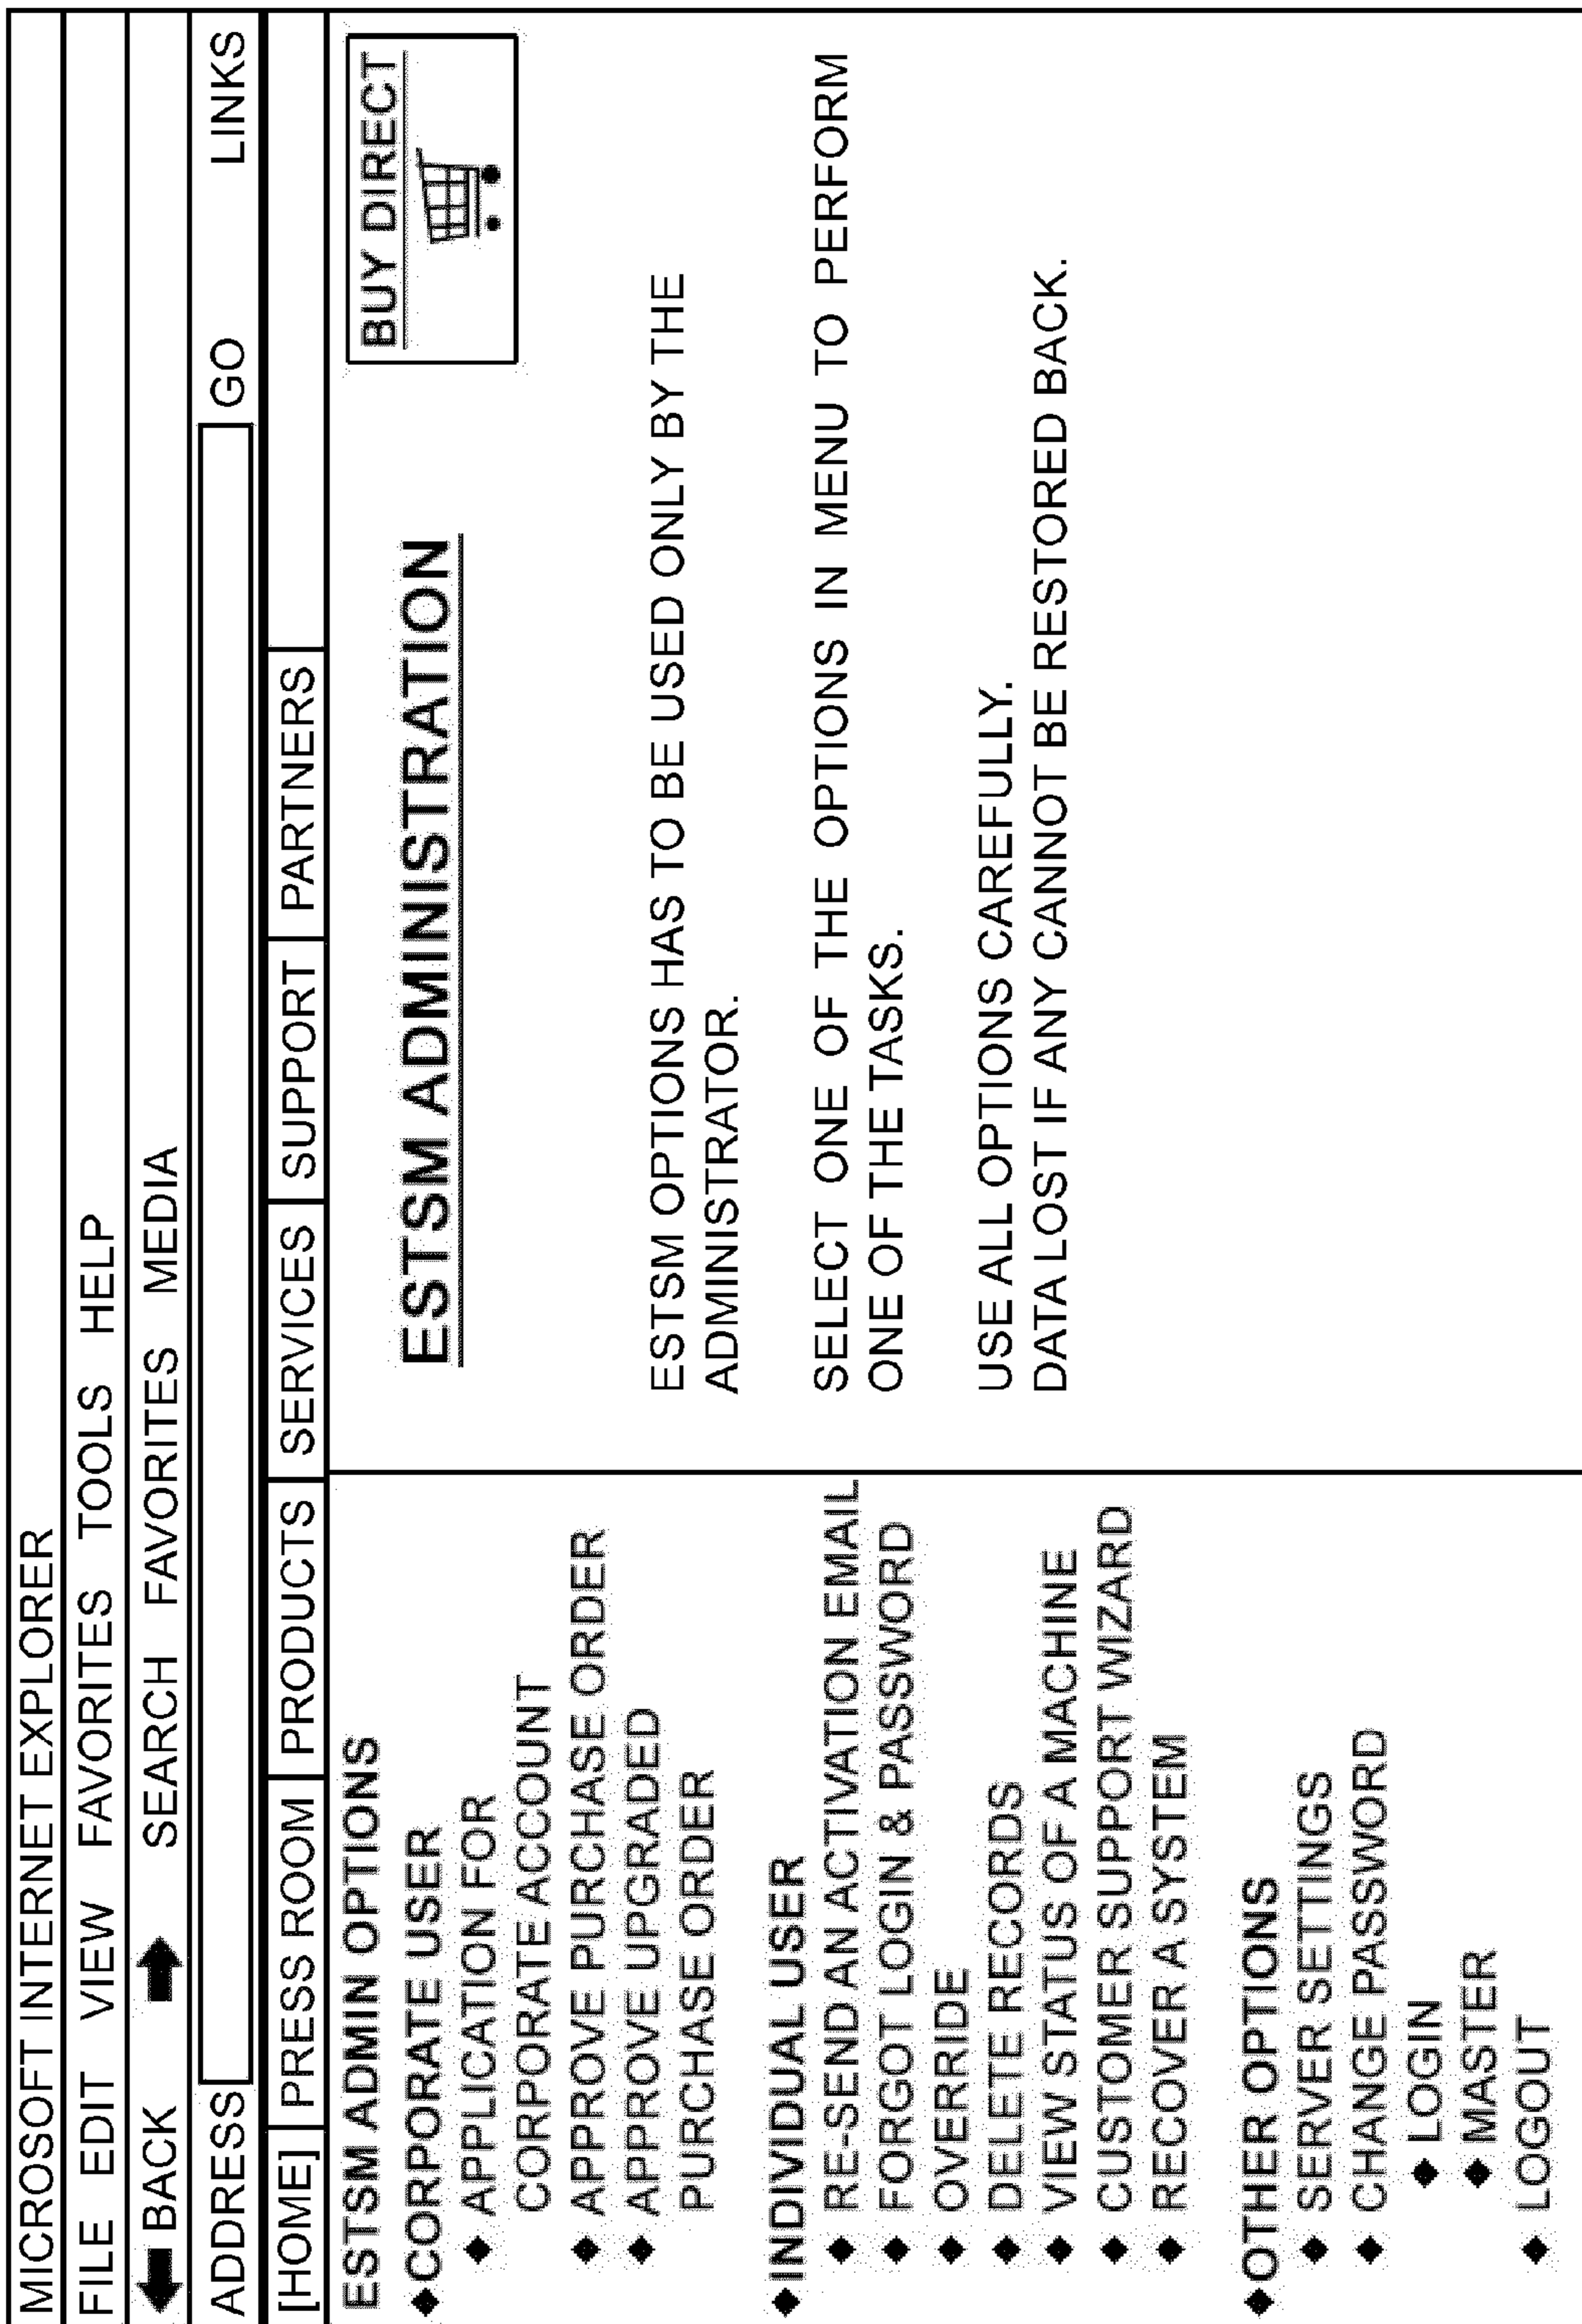 MICROSOFT INTERNET EXPLORER
FILE EDIT VIEW FAVORITES TOOLS HELP
BACK SEARCH FAVORITES MEDIA
ADDRESS GO LINKS
[HOME] PRESS ROOM PRODUCTS SERVICES SUPPORT PARTNERS
ESTSM ADMIN OPTIONS
◆CORPORATE USER
◆ APPLICATION FOR
CORPORATE ACCOUNT
◆ APPROVE PURCHASE ORDER
◆ APPROVE UPGRADED
PURCHASE ORDER
◆INDIVIDUAL USER
◆ RE-SEND AN ACTIVATION EMAIL
◆ FORGOT LOGIN & PASSWORD
◆ OVERRIDE
◆ DELETE RECORDS
◆ VIEW STATUS OF A MACHINE
◆ CUSTOMER SUPPORT WIZARD
◆ RECOVER A SYSTEM
◆OTHER OPTIONS
◆ SERVER SETTINGS
◆ CHANGE PASSWORD
◆ LOGIN
◆ MASTER
◆ LOGOUT
BUY DIRECT
ESTSM ADMINISTRATION
ESTSM OPTIONS HAS TO BE USED ONLY BY THE
ADMINISTRATOR.
SELECT ONE OF THE OPTIONS IN MENU TO PERFORM
ONE OF THE TASKS.
USE ALL OPTIONS CAREFULLY.
DATA LOST IF ANY CANNOT BE RESTORED BACK.